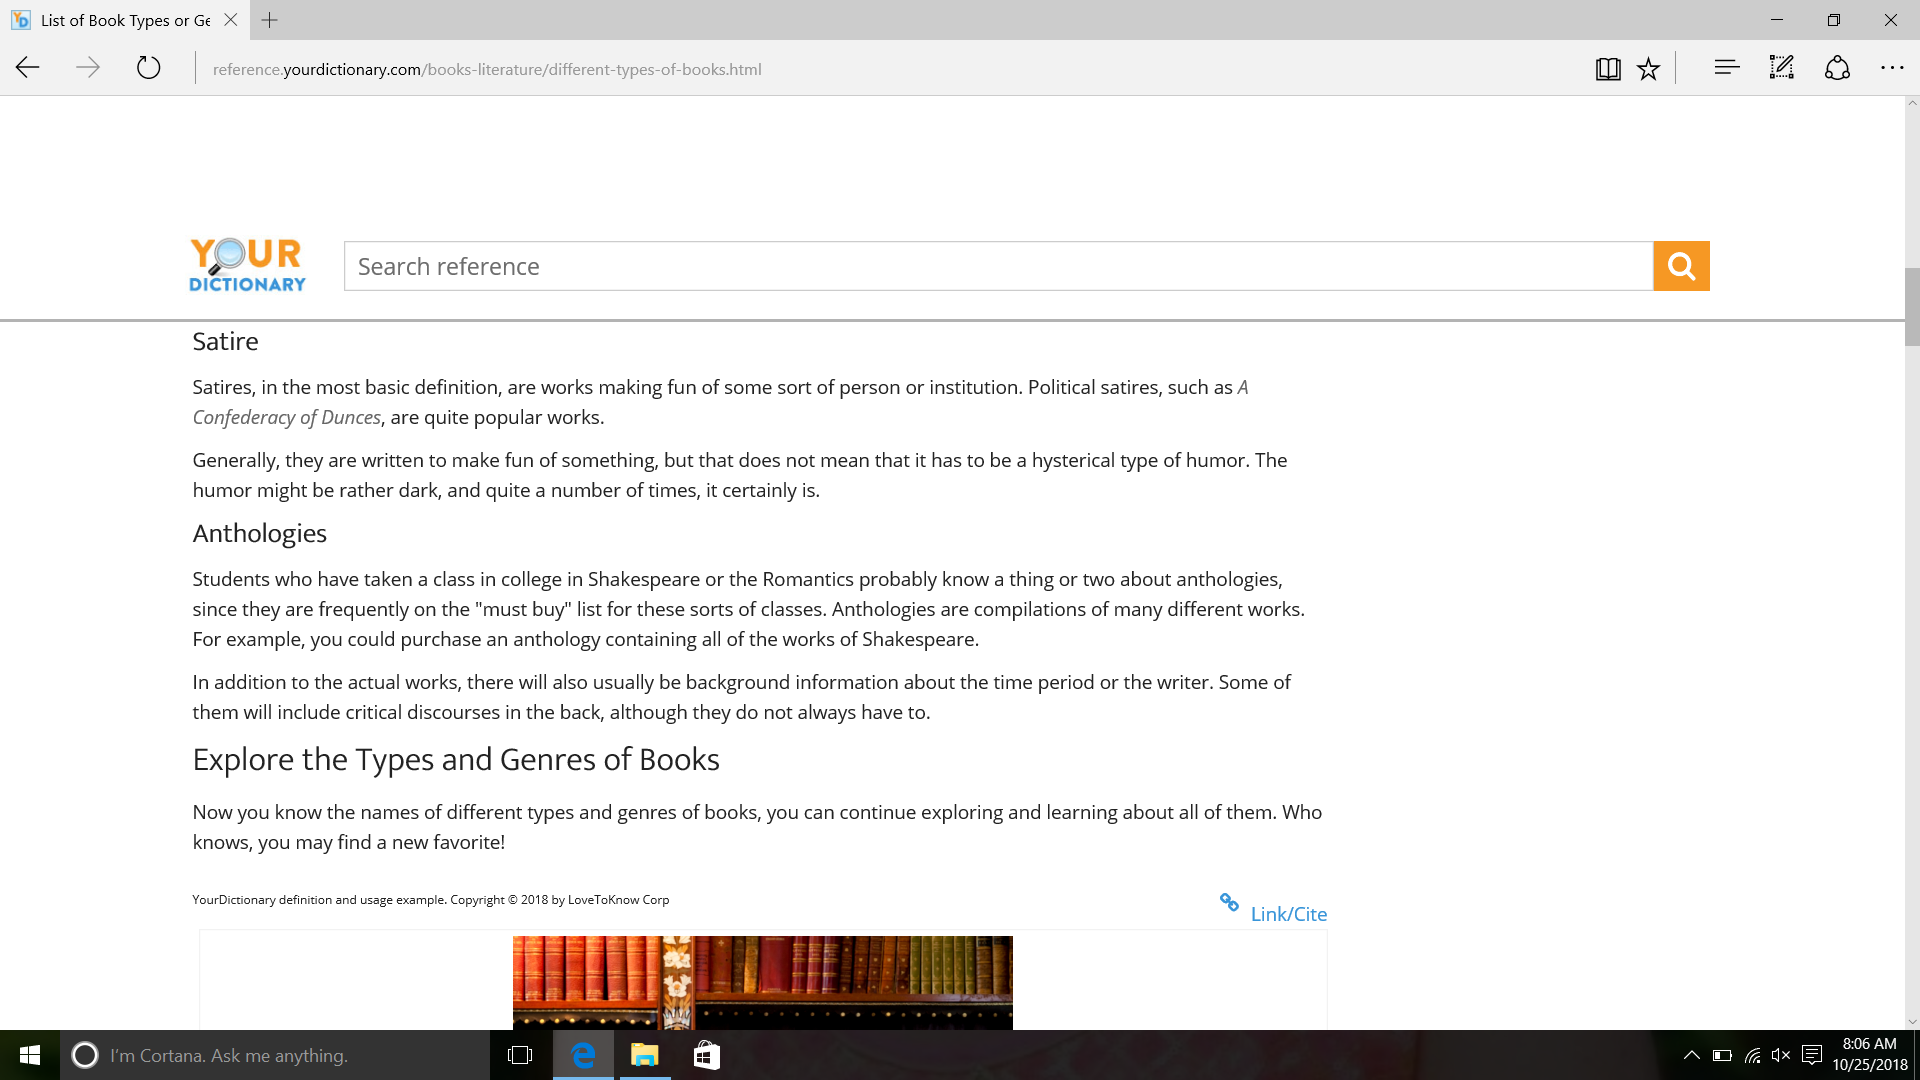 List of Book Types or Ge
reference.yourdictionary.com/books-literature/different-types-of-books.html
YOUR
DICTIONARY
Search reference
Satire
Satires, in the most basic definition, are works making fun of some sort of person or institution. Political satires, such as A
Confederacy of Dunces, are quite popular works.
Generally, they are written to make fun of something, but that does not mean that it has to be a hysterical type of humor. The
humor might be rather dark, and quite a number of times, it certainly is.
Anthologies
Students who have taken a class in college in Shakespeare or the Romantics probably know a thing or two about anthologies,
since they are frequently on the "must buy" list for these sorts of classes. Anthologies are compilations of many different works.
For example, you could purchase an anthology containing all of the works of Shakespeare.
In addition to the actual works, there will also usually be background information about the time period or the writer. Some of
them will include critical discourses in the back, although they do not always have to.
Explore the Types and Genres of Books
Now you know the names of different types and genres of books, you can continue exploring and learning about all of them. Who
knows, you may find a new favorite!
YourDictionary definition and usage example. Copyright © 2018 by LoveToKnow Corp
Link/Cite
I'm Cortana. Ask me anything.
8:06 AM
10/25/2018